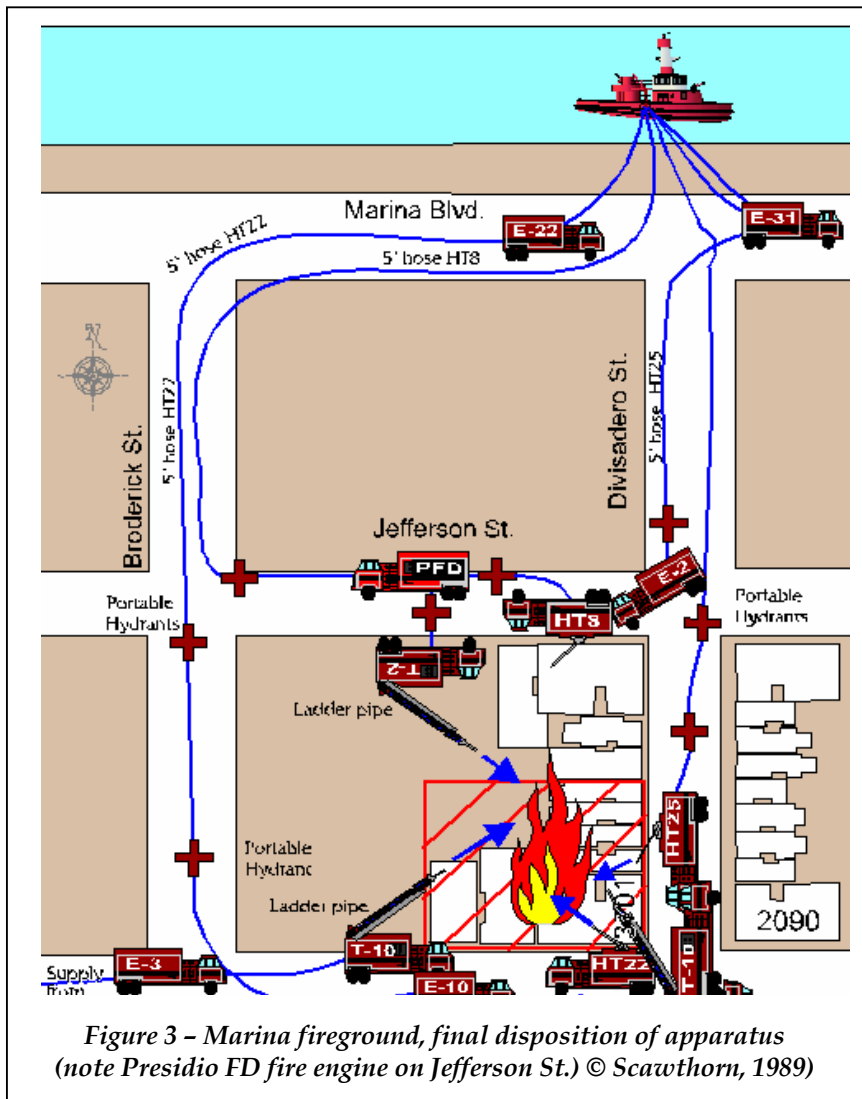 Marina Blvd.
E-22
E-31
5' hose HT22
5' hose HT8
N
5' hose HT22
Broderick St.
Divisadero St.
5' hose HT25
Jefferson St.
PFD
E-2
HT8
Portable
Hydrants
Portable
Hydrants
T-2
Ladder pipe
HT25
Portable
Hydrant
Ladder pipe
2090
T-10
HT22
T-10
E-3
E-10
Supply
from
Figure 3 – Marina fireground, final disposition of apparatus
(note Presidio FD fire engine on Jefferson St.) © Scawthorn, 1989)